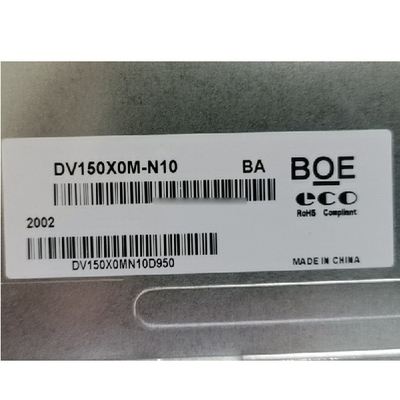 DV150X0M-N10 BA
BOE
eco
RoHS Compliant
2002
DV150X0MN10D950
MADE IN CHINA